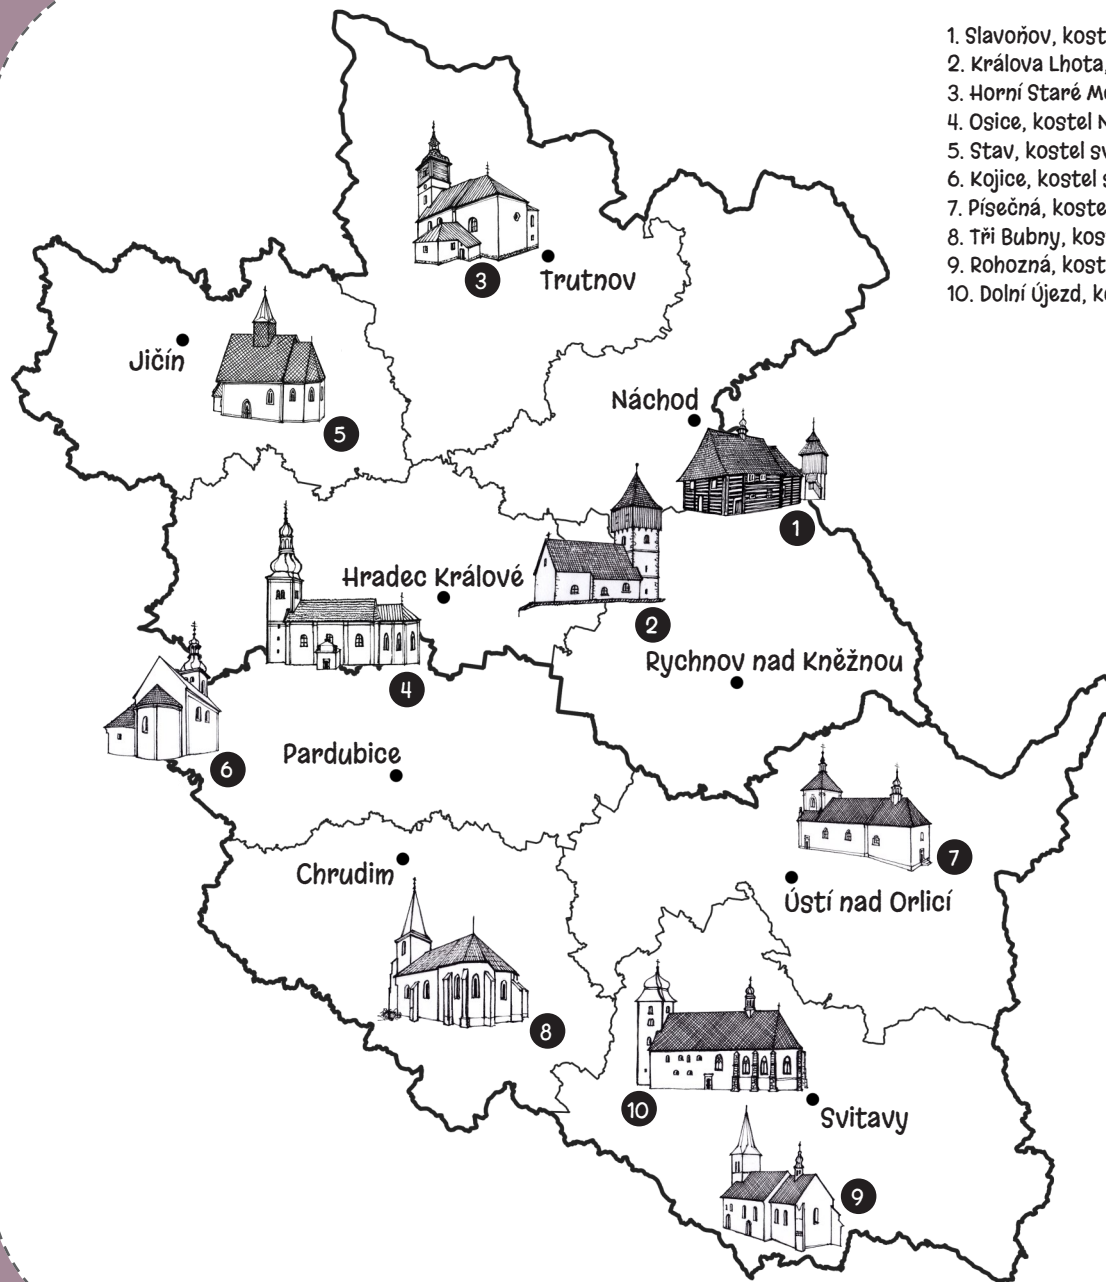 1. Slavoňov, kost
2. Králova Lhota,
3. Horní Staré M
4. Osice, kostel N
5. Stav, kostel sv
6. Kojice, kostel s
7. Písečná, koste
8. Tři Bubny, kos
9. Rohozná, kost
10. Dolní Újezd, k
3
Trutnov
Jičín
5
Náchod
1
Hradec Králové
2
4
Rychnov nad Kněžnou
6
Pardubice
7
Chrudim
Ústí nad Orlicí
8
10
Svitavy
9